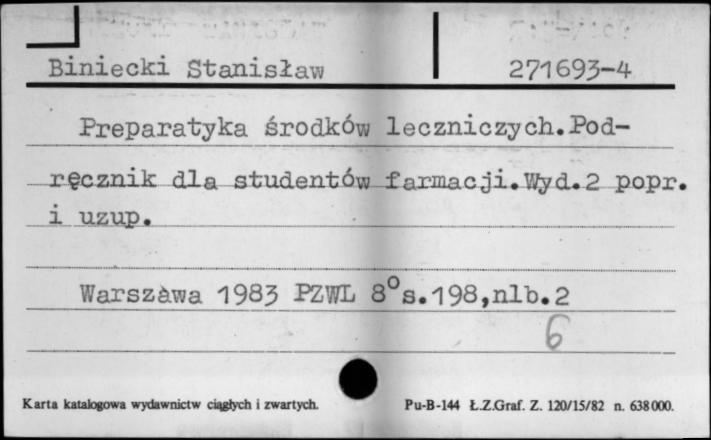 Biniecki Stanisław 271693-4
Preparatyka środków leczniczych.Pod-
ręcznik dla studentów farmacji.Wyd.2 popr.
i uzup.
Warszawa 1983 PZWL 8°s.198,nlb.2
6
Karta katalogowa wydawnictw ciągłych i zwartych. Pu-B-144 Ł.Z.Graf. Z. 120/15/82 n. 638000.